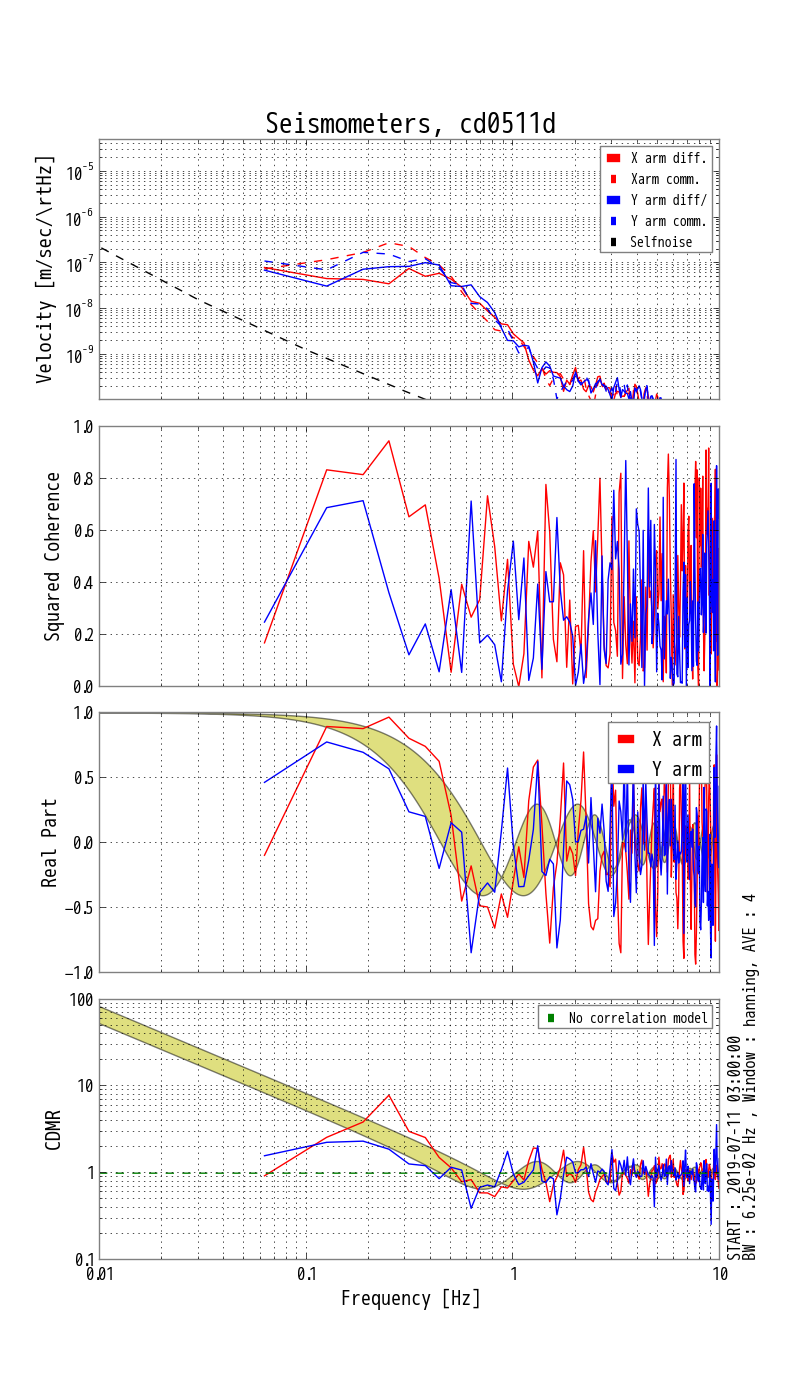 Seismometers, cd0511d
Velocity [m/sec/\rtHz]
10^-5
10^-6
10^-7
10^-8
10^-9
X arm diff.
Xarm comm.
Y arm diff/
Y arm comm.
Selfnoise
Squared Coherence
1.0
0.8
0.6
0.4
0.2
0.0
Real Part
1.0
0.5
0.0
−0.5
−1.0
X arm
Y arm
CDMR
100
10
1
0.1
No correlation model
0.01
0.1
1
10
Frequency [Hz]
START : 2019-07-11 03:00:00
BW : 6.25e-02 Hz , Window : hanning, AVE : 4